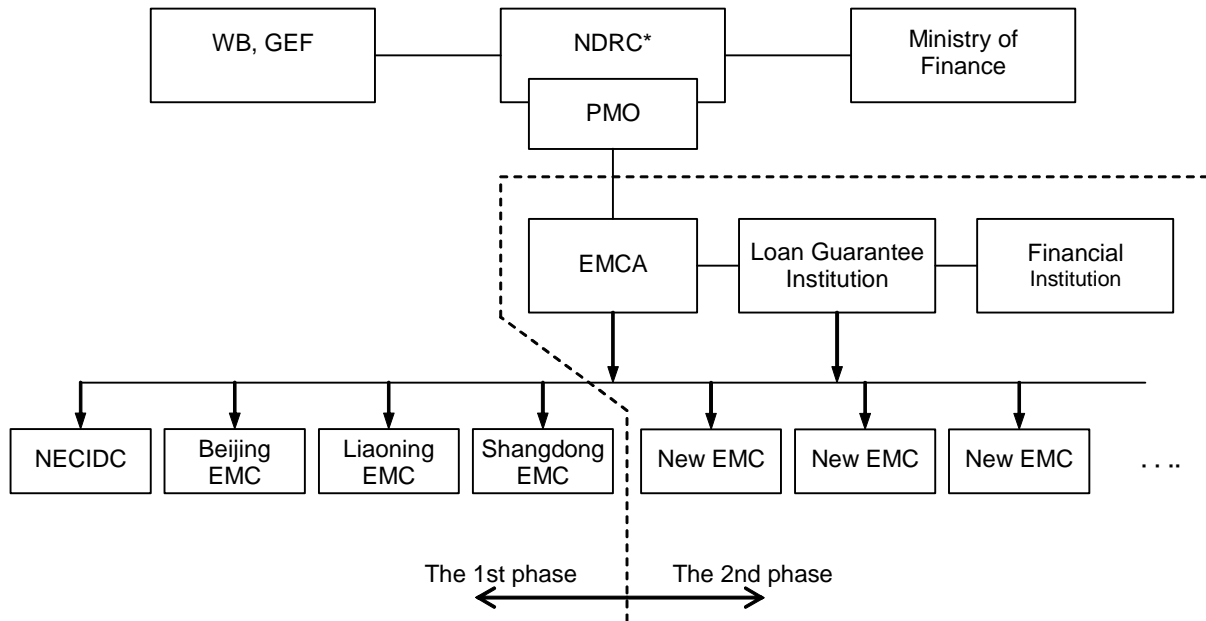 WB, GEF
NDRC*
Ministry of
Finance
PMO
EMCA
Loan Guarantee
Institution
Financial
Institution
NECIDC
Beijing
EMC
Liaoning
EMC
Shangdong
EMC
New EMC
New EMC
New EMC
. . ..
The 1st phase
The 2nd phase